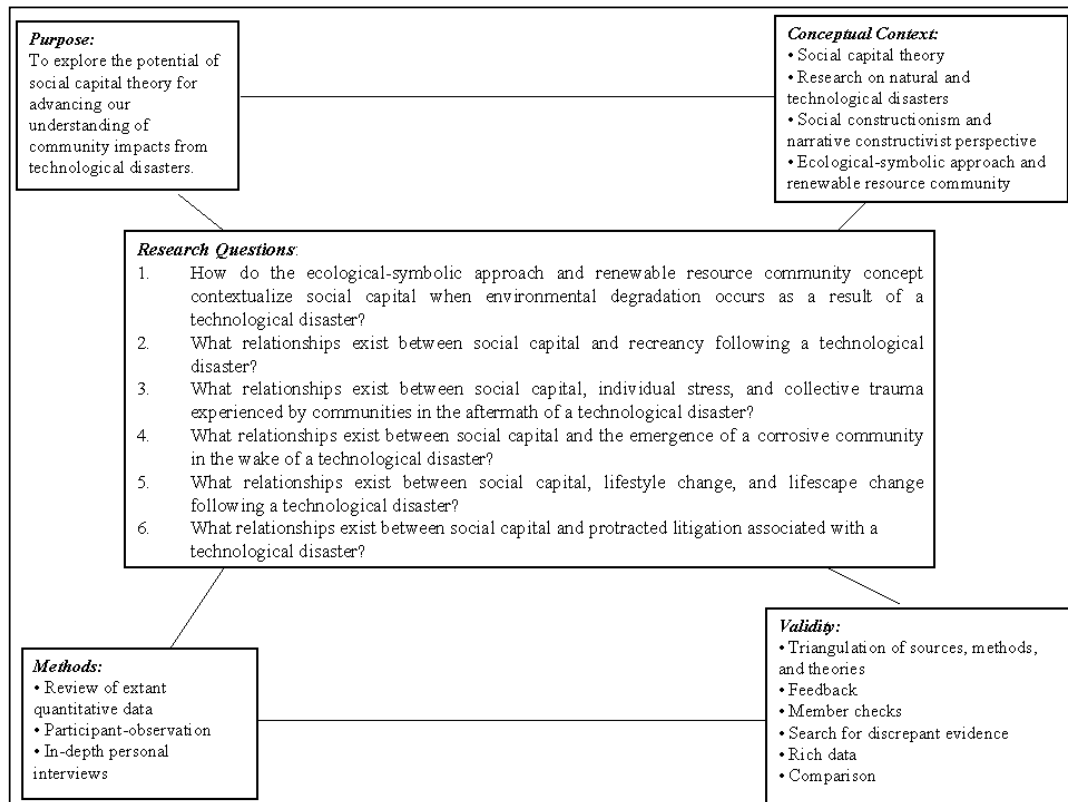 Purpose:
To explore the potential of
social capital theory for
advancing our
understanding of
community impacts from
technological disasters.
Conceptual Context:
• Social capital theory
• Research on natural and
technological disasters
• Social constructionism and
narrative constructivist perspective
• Ecological-symbolic approach and
renewable resource community
Research Questions:
1. How do the ecological-symbolic approach and renewable resource community concept
contextualize social capital when environmental degradation occurs as a result of a
technological disaster?
2. What relationships exist between social capital and recreancy following a technological
disaster?
3. What relationships exist between social capital, individual stress, and collective trauma
experienced by communities in the aftermath of a technological disaster?
4. What relationships exist between social capital and the emergence of a corrosive community
in the wake of a technological disaster?
5. What relationships exist between social capital, lifestyle change, and lifescape change
following a technological disaster?
6. What relationships exist between social capital and protracted litigation associated with a
technological disaster?
Methods:
• Review of extant
quantitative data
• Participant-observation
• In-depth personal
interviews
Validity:
• Triangulation of sources, methods,
and theories
• Feedback
• Member checks
• Search for discrepant evidence
• Rich data
• Comparison